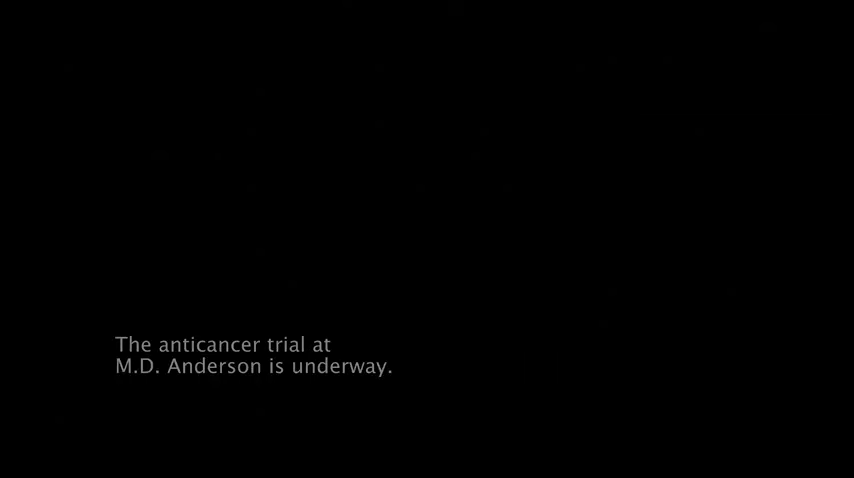 The anticancer trial at
M.D. Anderson is underway.